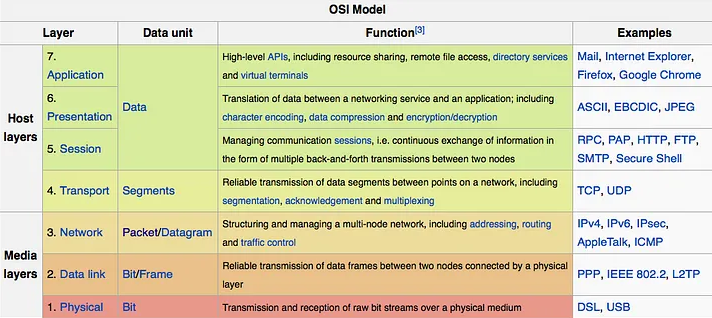 OSI Model
Layer Data unit Function[3] Examples
Host layers
7. Application
Data
High-level APIs, including resource sharing, remote file access, directory services
and virtual terminals
Mail, Internet Explorer,
Firefox, Google Chrome
6. Presentation
Translation of data between a networking service and an application; including
character encoding, data compression and encryption/decryption
ASCII, EBCDIC, JPEG
5. Session
Managing communication sessions, i.e. continuous exchange of information in
the form of multiple back-and-forth transmissions between two nodes
RPC, PAP, HTTP, FTP,
SMTP, Secure Shell
4. Transport
Segments
Reliable transmission of data segments between points on a network, including
segmentation, acknowledgement and multiplexing
TCP, UDP
Media layers
3. Network
Packet/Datagram
Structuring and managing a multi-node network, including addressing, routing
and traffic control
IPv4, IPv6, IPsec,
AppleTalk, ICMP
2. Data link
Bit/Frame
Reliable transmission of data frames between two nodes connected by a physical
layer
PPP, IEEE 802.2, L2TP
1. Physical
Bit
Transmission and reception of raw bit streams over a physical medium
DSL, USB